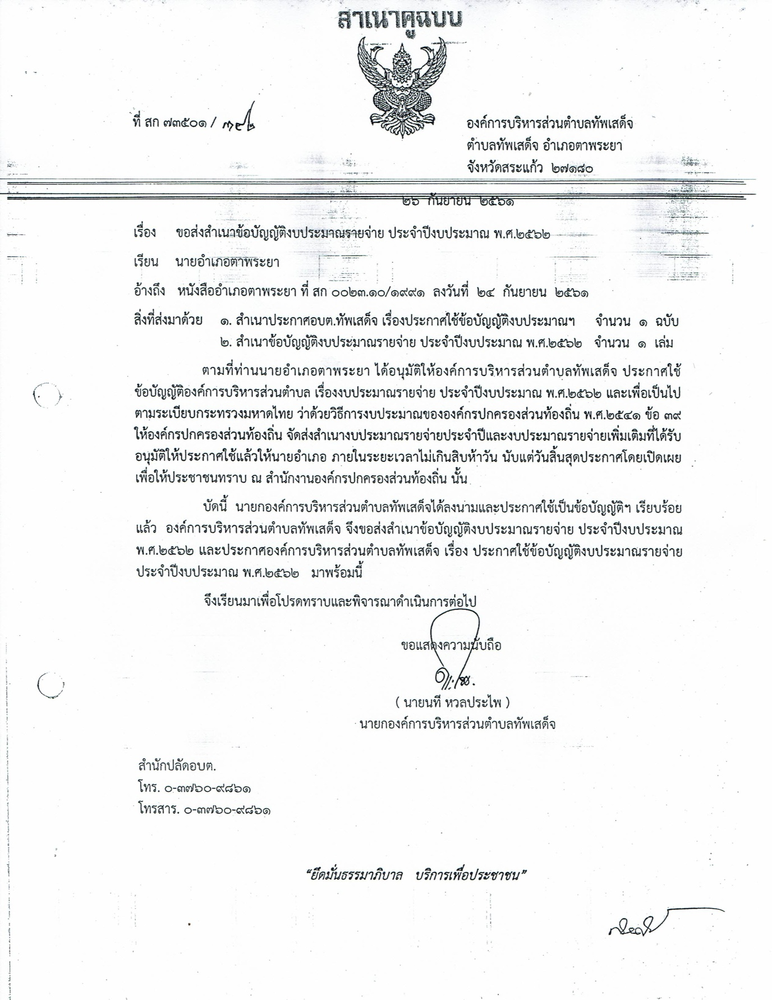 สำเนาคู่ฉบับ
ที่ สก ๗๓๕๐๑ /
องค์การบริหารส่วนตำบลทัพเสด็จ
ตำบลทัพเสด็จ อำเภอตาพระยา
จังหวัดสระแก้ว ๒๗๑๘๐
๒๖ กันยายน ๒๕๖๑
เรื่อง ขอส่งสำเนาข้อบัญญัติงบประมาณรายจ่าย ประจำปีงบประมาณ พ.ศ.๒๕๖๒
เรียน นายอำเภอตาพระยา
อ้างถึง หนังสืออำเภอตาพระยา ที่ สก ๐๐๒๓.๑๐/๑๙๙๑ ลงวันที่ ๒๔ กันยายน ๒๕๖๑
สิ่งที่ส่งมาด้วย ๑. สำเนาประกาศอบต.ทัพเสด็จ เรื่องประกาศใช้ข้อบัญญัติงบประมาณฯ จำนวน ๑ ฉบับ
๒. สำเนาข้อบัญญัติงบประมาณรายจ่าย ประจำปีงบประมาณ พ.ศ.๒๕๖๒ จำนวน ๑ เล่ม
ตามที่ท่านนายอำเภอตาพระยา ได้อนุมัติให้องค์การบริหารส่วนตำบลทัพเสด็จ ประกาศใช้
ข้อบัญญัติองค์การบริหารส่วนตำบล เรื่องงบประมาณรายจ่าย ประจำปีงบประมาณ พ.ศ.๒๕๖๒ และเพื่อเป็นไป
ตามระเบียบกระทรวงมหาดไทย ว่าด้วยวิธีการงบประมาณขององค์กรปกครองส่วนท้องถิ่น พ.ศ.๒๕๔๑ ข้อ ๓๙
ให้องค์กรปกครองส่วนท้องถิ่น จัดส่งสำเนางบประมาณรายจ่ายประจำปีและงบประมาณรายจ่ายเพิ่มเติมที่ได้รับ
อนุมัติให้ประกาศใช้แล้วให้นายอำเภอ ภายในระยะเวลาไม่เกินสิบห้าวัน นับแต่วันสิ้นสุดประกาศโดยเปิดเผย
เพื่อให้ประชาชนทราบ ณ สำนักงานองค์กรปกครองส่วนท้องถิ่น นั้น
บัดนี้ นายกองค์การบริหารส่วนตำบลทัพเสด็จได้ลงนามและประกาศใช้เป็นข้อบัญญัติฯ เรียบร้อย
แล้ว องค์การบริหารส่วนตำบลทัพเสด็จ จึงขอส่งสำเนาข้อบัญญัติงบประมาณรายจ่าย ประจำปีงบประมาณ
พ.ศ.๒๕๖๒ และประกาศองค์การบริหารส่วนตำบลทัพเสด็จ เรื่อง ประกาศใช้ข้อบัญญัติงบประมาณรายจ่าย
ประจำปีงบประมาณ พ.ศ.๒๕๖๒ มาพร้อมนี้
จึงเรียนมาเพื่อโปรดทราบและพิจารณาดำเนินการต่อไป
ขอแสดงความนับถือ
( นายนที หวลประไพ )
นายกองค์การบริหารส่วนตำบลทัพเสด็จ
สำนักปลัดอบต.
โทร. ๐-๓๗๖๐-๙๘๖๑
โทรสาร. ๐-๓๗๖๐-๙๘๖๑
“ยึดมั่นธรรมาภิบาล บริการเพื่อประชาชน”